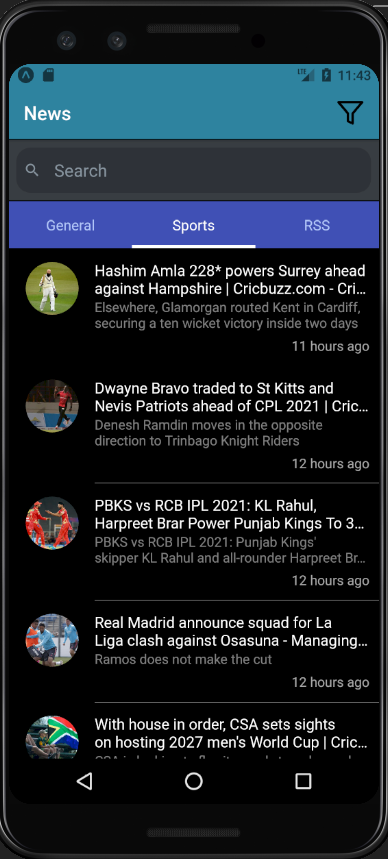 LTE 11:43
News
Search
General Sports RSS
Hashim Amla 228* powers Surrey ahead
against Hampshire | Cricbuzz.com - Cri...
Elsewhere, Glamorgan routed Kent in Cardiff,
securing a ten wicket victory inside two days
11 hours ago
Dwayne Bravo traded to St Kitts and
Nevis Patriots ahead of CPL 2021 | Cric...
Denesh Ramdin moves in the opposite
direction to Trinbago Knight Riders
12 hours ago
PBKS vs RCB IPL 2021: KL Rahul,
Harpreet Brar Power Punjab Kings To 3...
PBKS vs RCB IPL 2021: Punjab Kings'
skipper KL Rahul and all-rounder Harpreet Br...
12 hours ago
Real Madrid announce squad for La
Liga clash against Osasuna - Managing...
Ramos does not make the cut
12 hours ago
With house in order, CSA sets sights
on hosting 2027 men's World Cup | Cric...